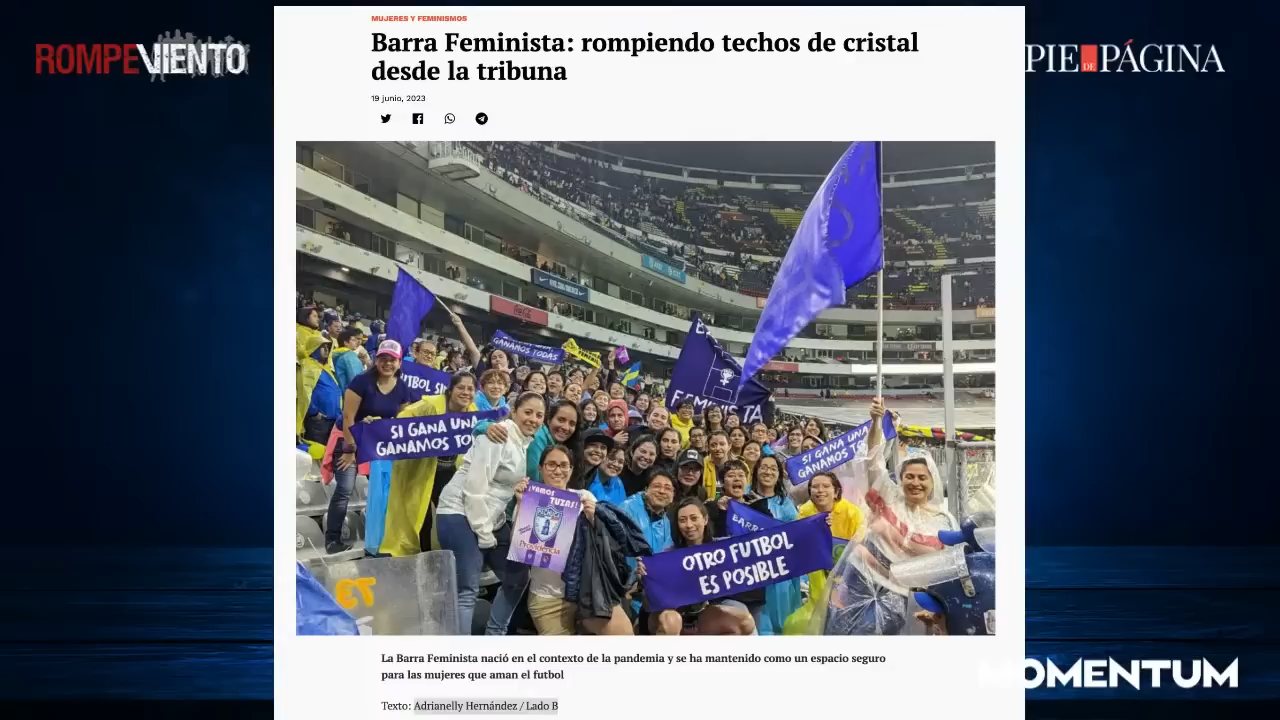 MUJERES Y FEMINISMOS
Barra Feminista: rompiendo techos de cristal
desde la tribuna
19 junio, 2023
ROMPEVIENTO
PIE DE PÁGINA
GANAMOS TODAS
FUTBOL
SI GANA UNA
GANAMOS
SI GANA UNA
GANAMOS
¡VAMOS
TUZAS!
OTRO FUTBOL
ES POSIBLE
La Barra Feminista nació en el contexto de la pandemia y se ha mantenido como un espacio seguro
para las mujeres que aman el futbol
MOMENTUM
Texto: Adrianelly Hernández / Lado B